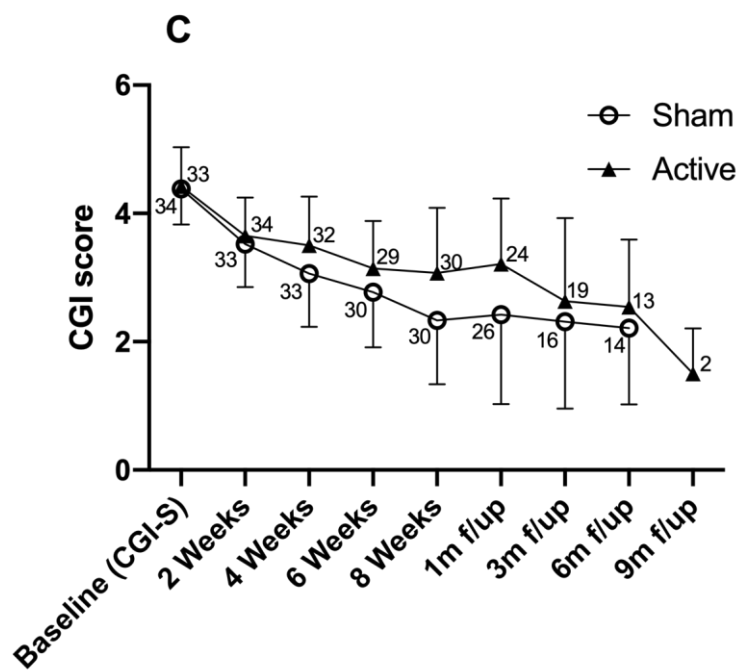 C
6
4
2
0
CGI score
Sham
Active
33
34
34
33
32
33
29
30
30
30
24
26
19
16
13
14
2
Baseline (CGI-S)
2 Weeks
4 Weeks
6 Weeks
8 Weeks
1m f/up
3m f/up
6m f/up
9m f/up